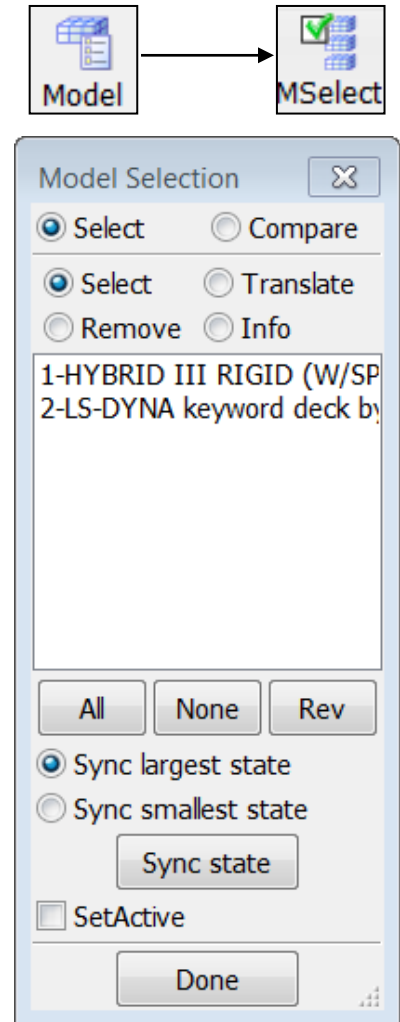 Model MSelect
Model Selection
Select Compare
Select Translate
Remove Info
1-HYBRID III RIGID (W/SP
2-LS-DYNA keyword deck by
All None Rev
Sync largest state
Sync smallest state
Sync state
SetActive
Done